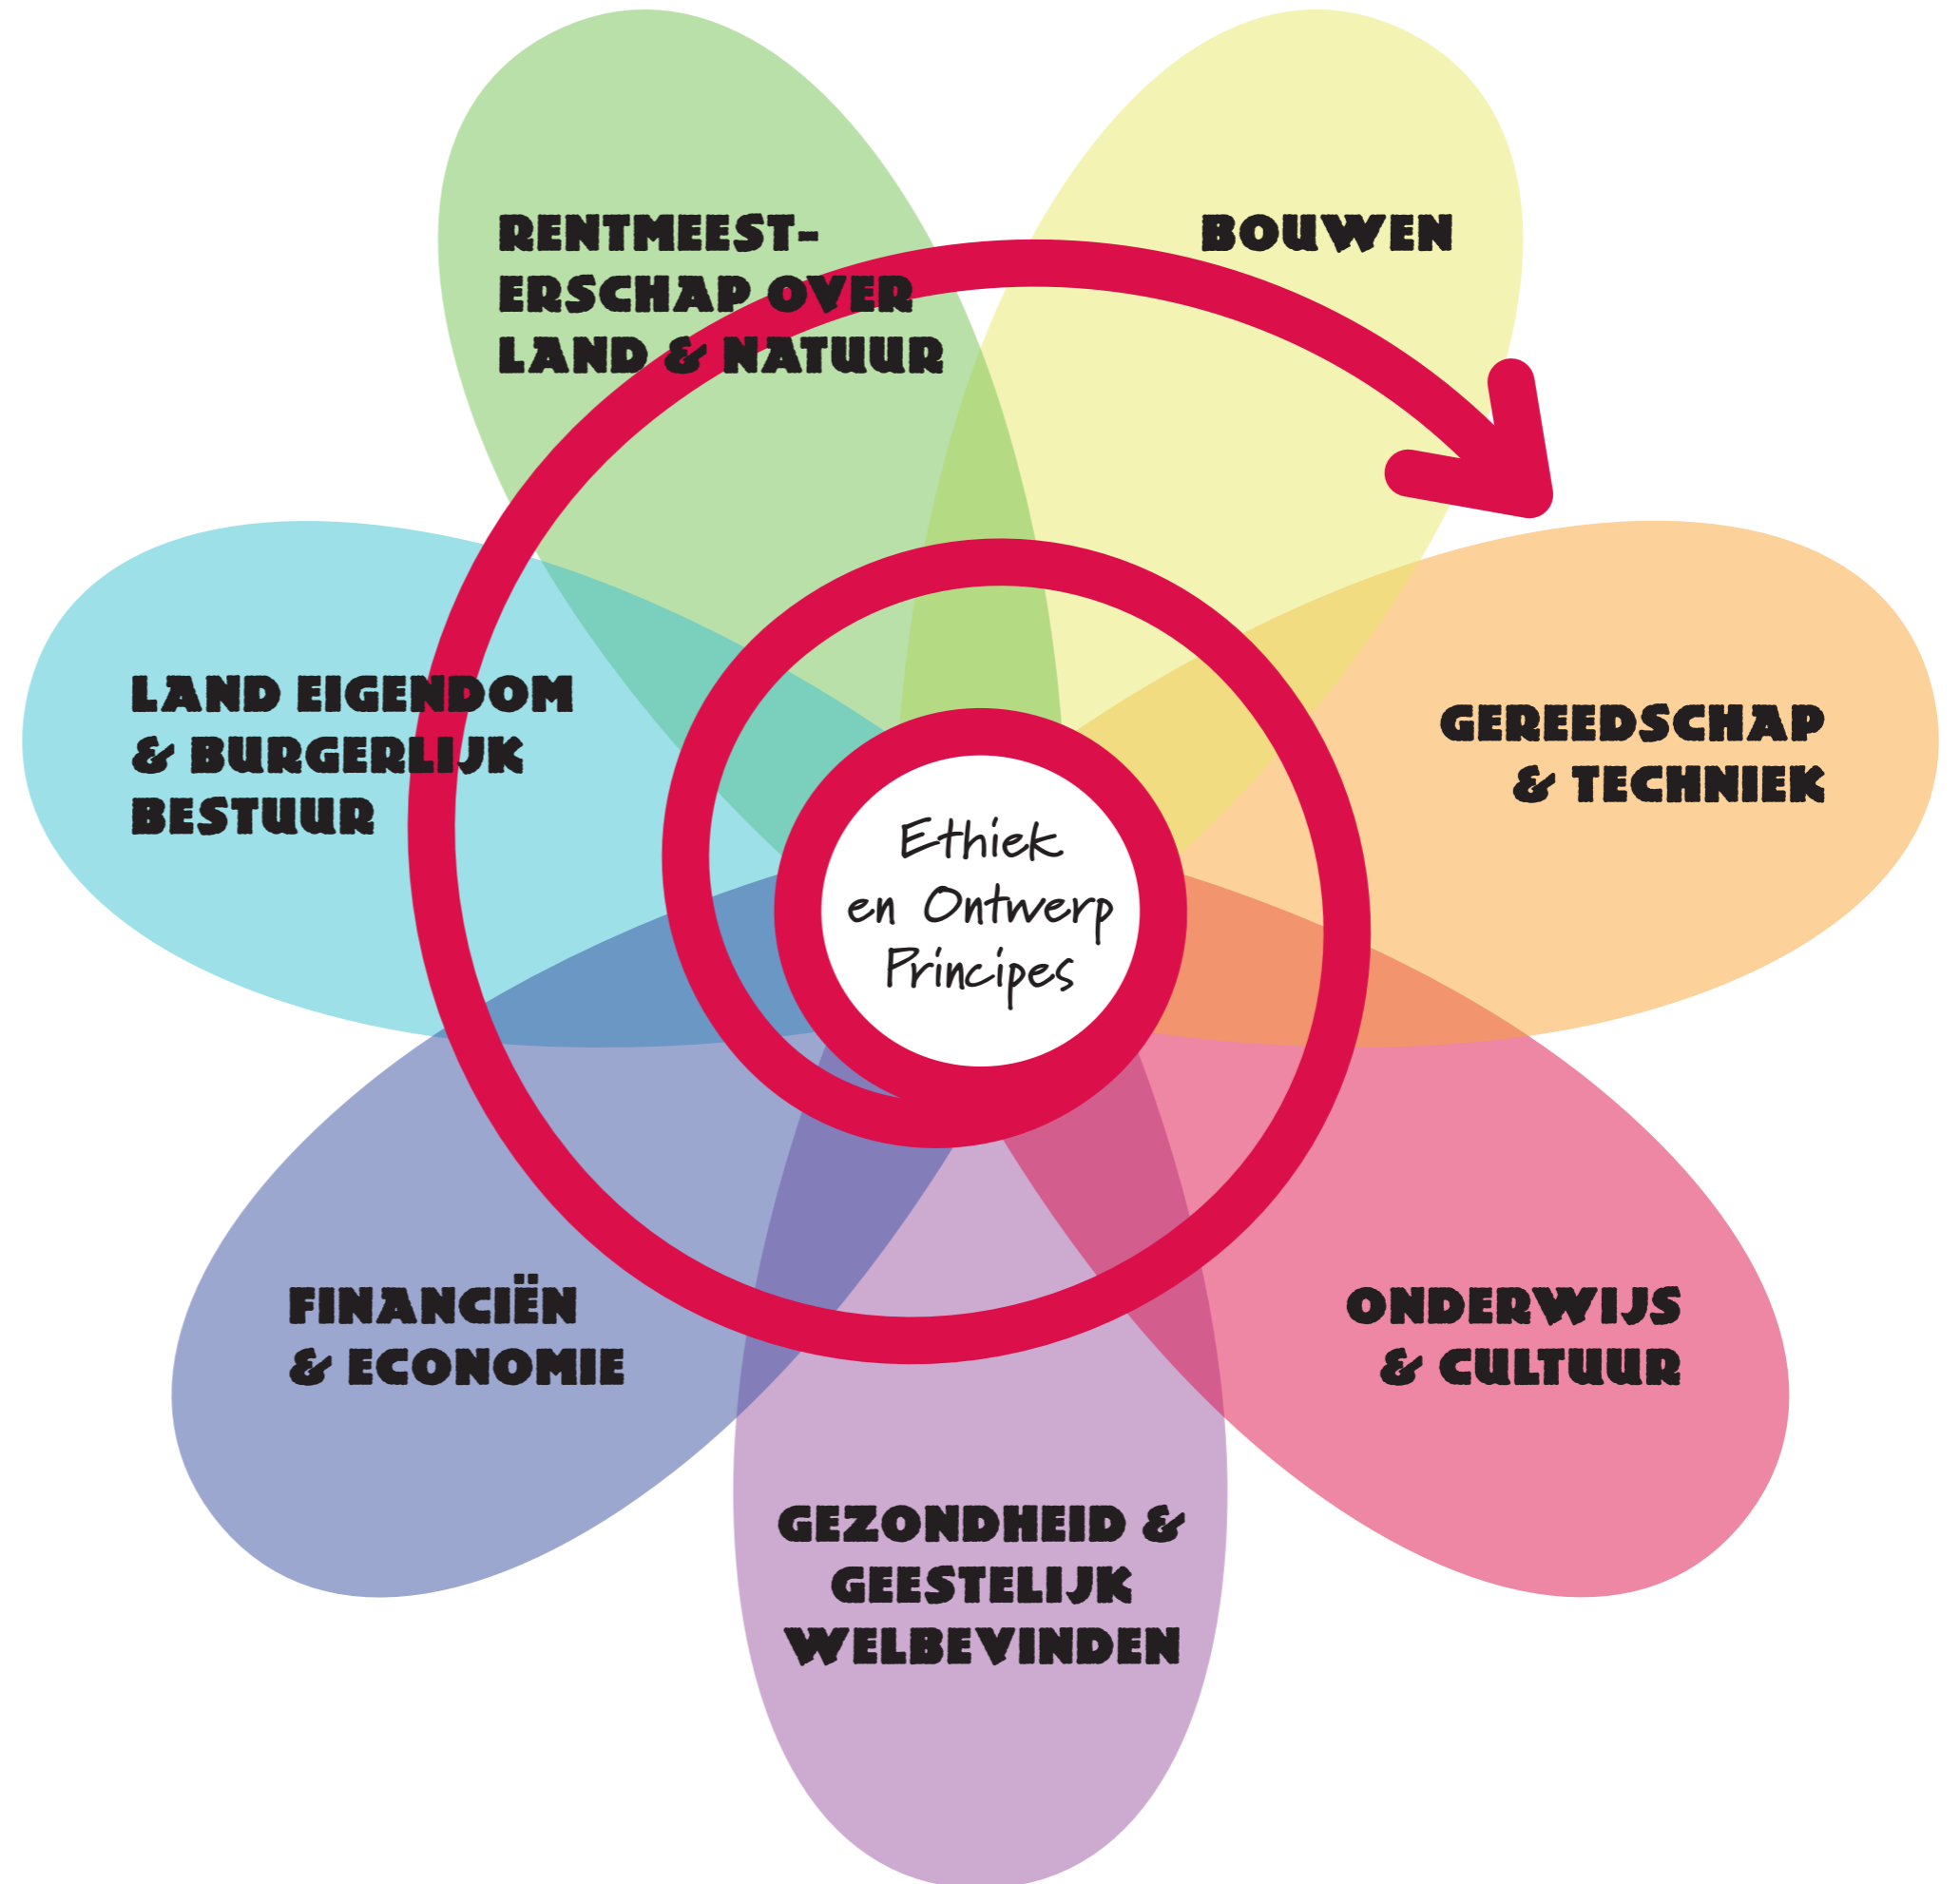 RENTMEEST-
ERSCHAP OVER
LAND & NATUUR
BOUWEN
GEREEDSCHAP
& TECHNIEK
ONDERWIJS
& CULTUUR
GEZONDHEID &
GEESTELIJK
WELBEVINDEN
FINANCIËN
& ECONOMIE
LAND EIGENDOM
& BURGERLIJK
BESTUUR
Ethiek
en Ontwerp
Principes